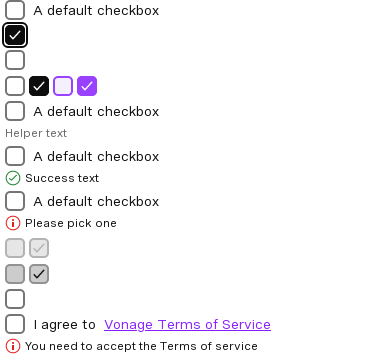 A default checkbox
A default checkbox
Helper text
A default checkbox
Success text
A default checkbox
Please pick one
I agree to Vonage Terms of Service
You need to accept the Terms of service